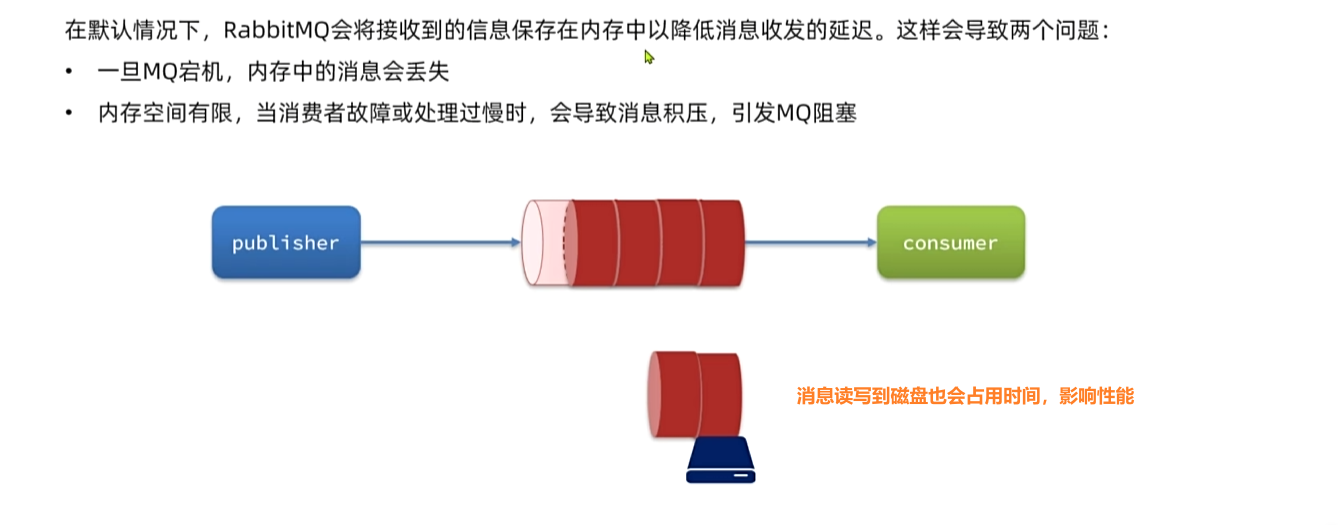 在默认情况下，RabbitMQ会将接收到的信息保存在内存中以降低消息收发的延迟。这样会导致两个问题：
• 一旦MQ宕机，内存中的消息会丢失
• 内存空间有限，当消费者故障或处理过慢时，会导致消息积压，引发MQ阻塞
publisher
consumer
消息读写到磁盘也会占用时间，影响性能